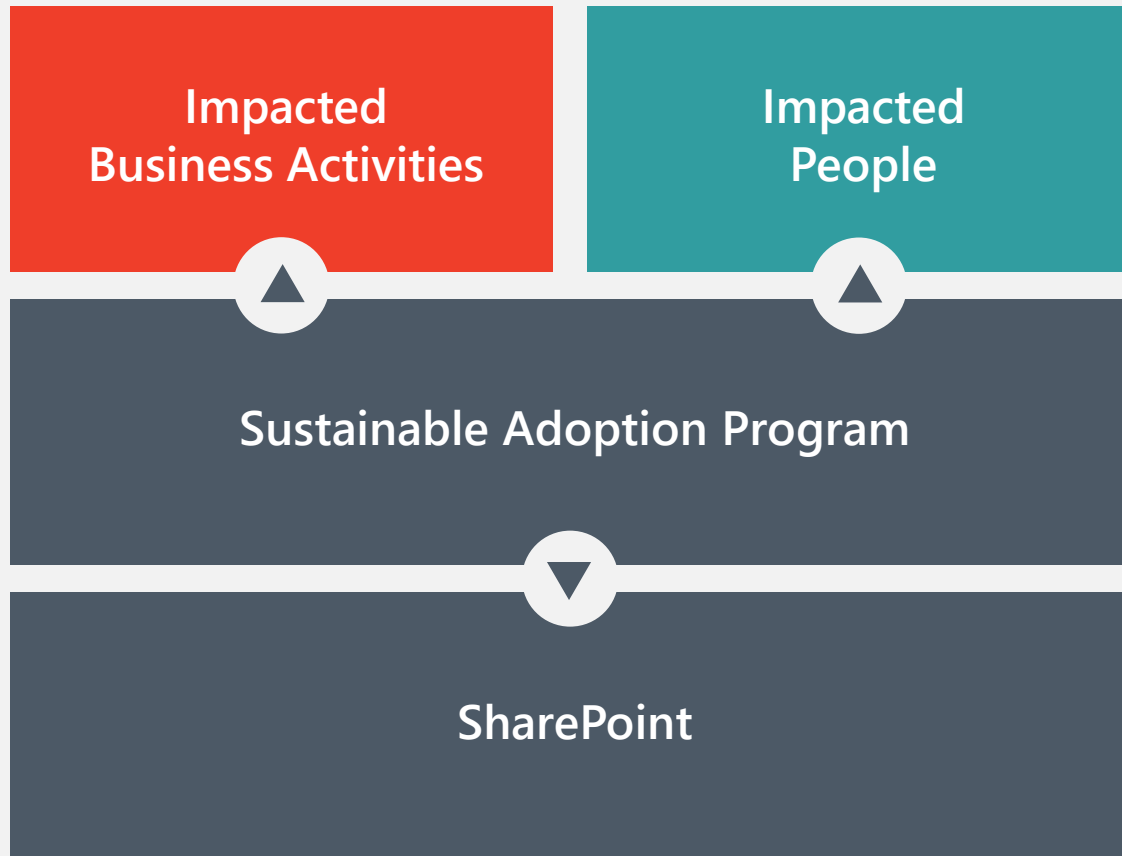 Impacted
Business Activities
Impacted
People
Sustainable Adoption Program
SharePoint